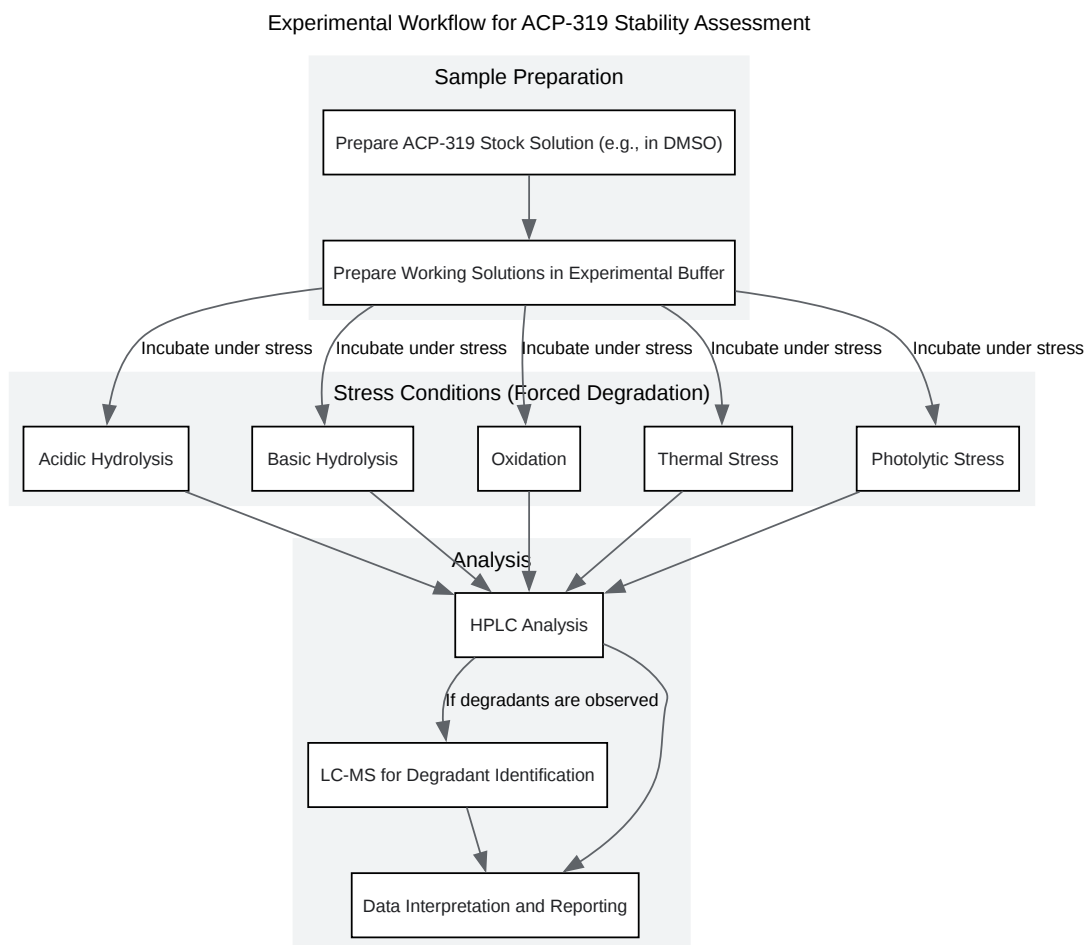 Experimental Workflow for ACP-319 Stability Assessment
Sample Preparation
Prepare ACP-319 Stock Solution (e.g., in DMSO)
Prepare Working Solutions in Experimental Buffer
Incubate under stress
Incubate under stress
Incubate under stress
Incubate under stress
Incubate under stress
Stress Conditions (Forced Degradation)
Acidic Hydrolysis
Basic Hydrolysis
Oxidation
Thermal Stress
Photolytic Stress
Analysis
HPLC Analysis
If degradants are observed
LC-MS for Degradant Identification
Data Interpretation and Reporting